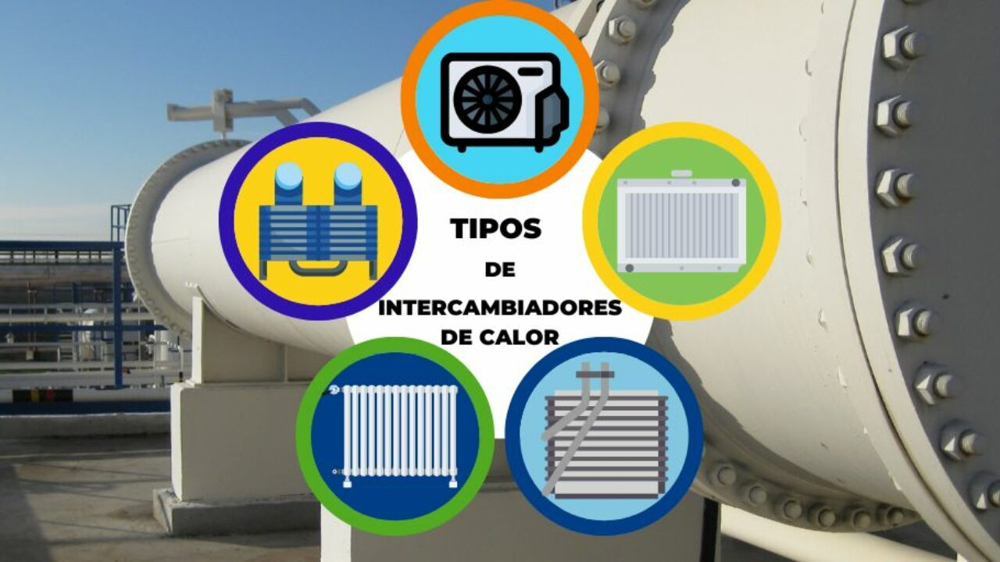 TIPOS
DE
INTERCAMBIADORES
DE CALOR